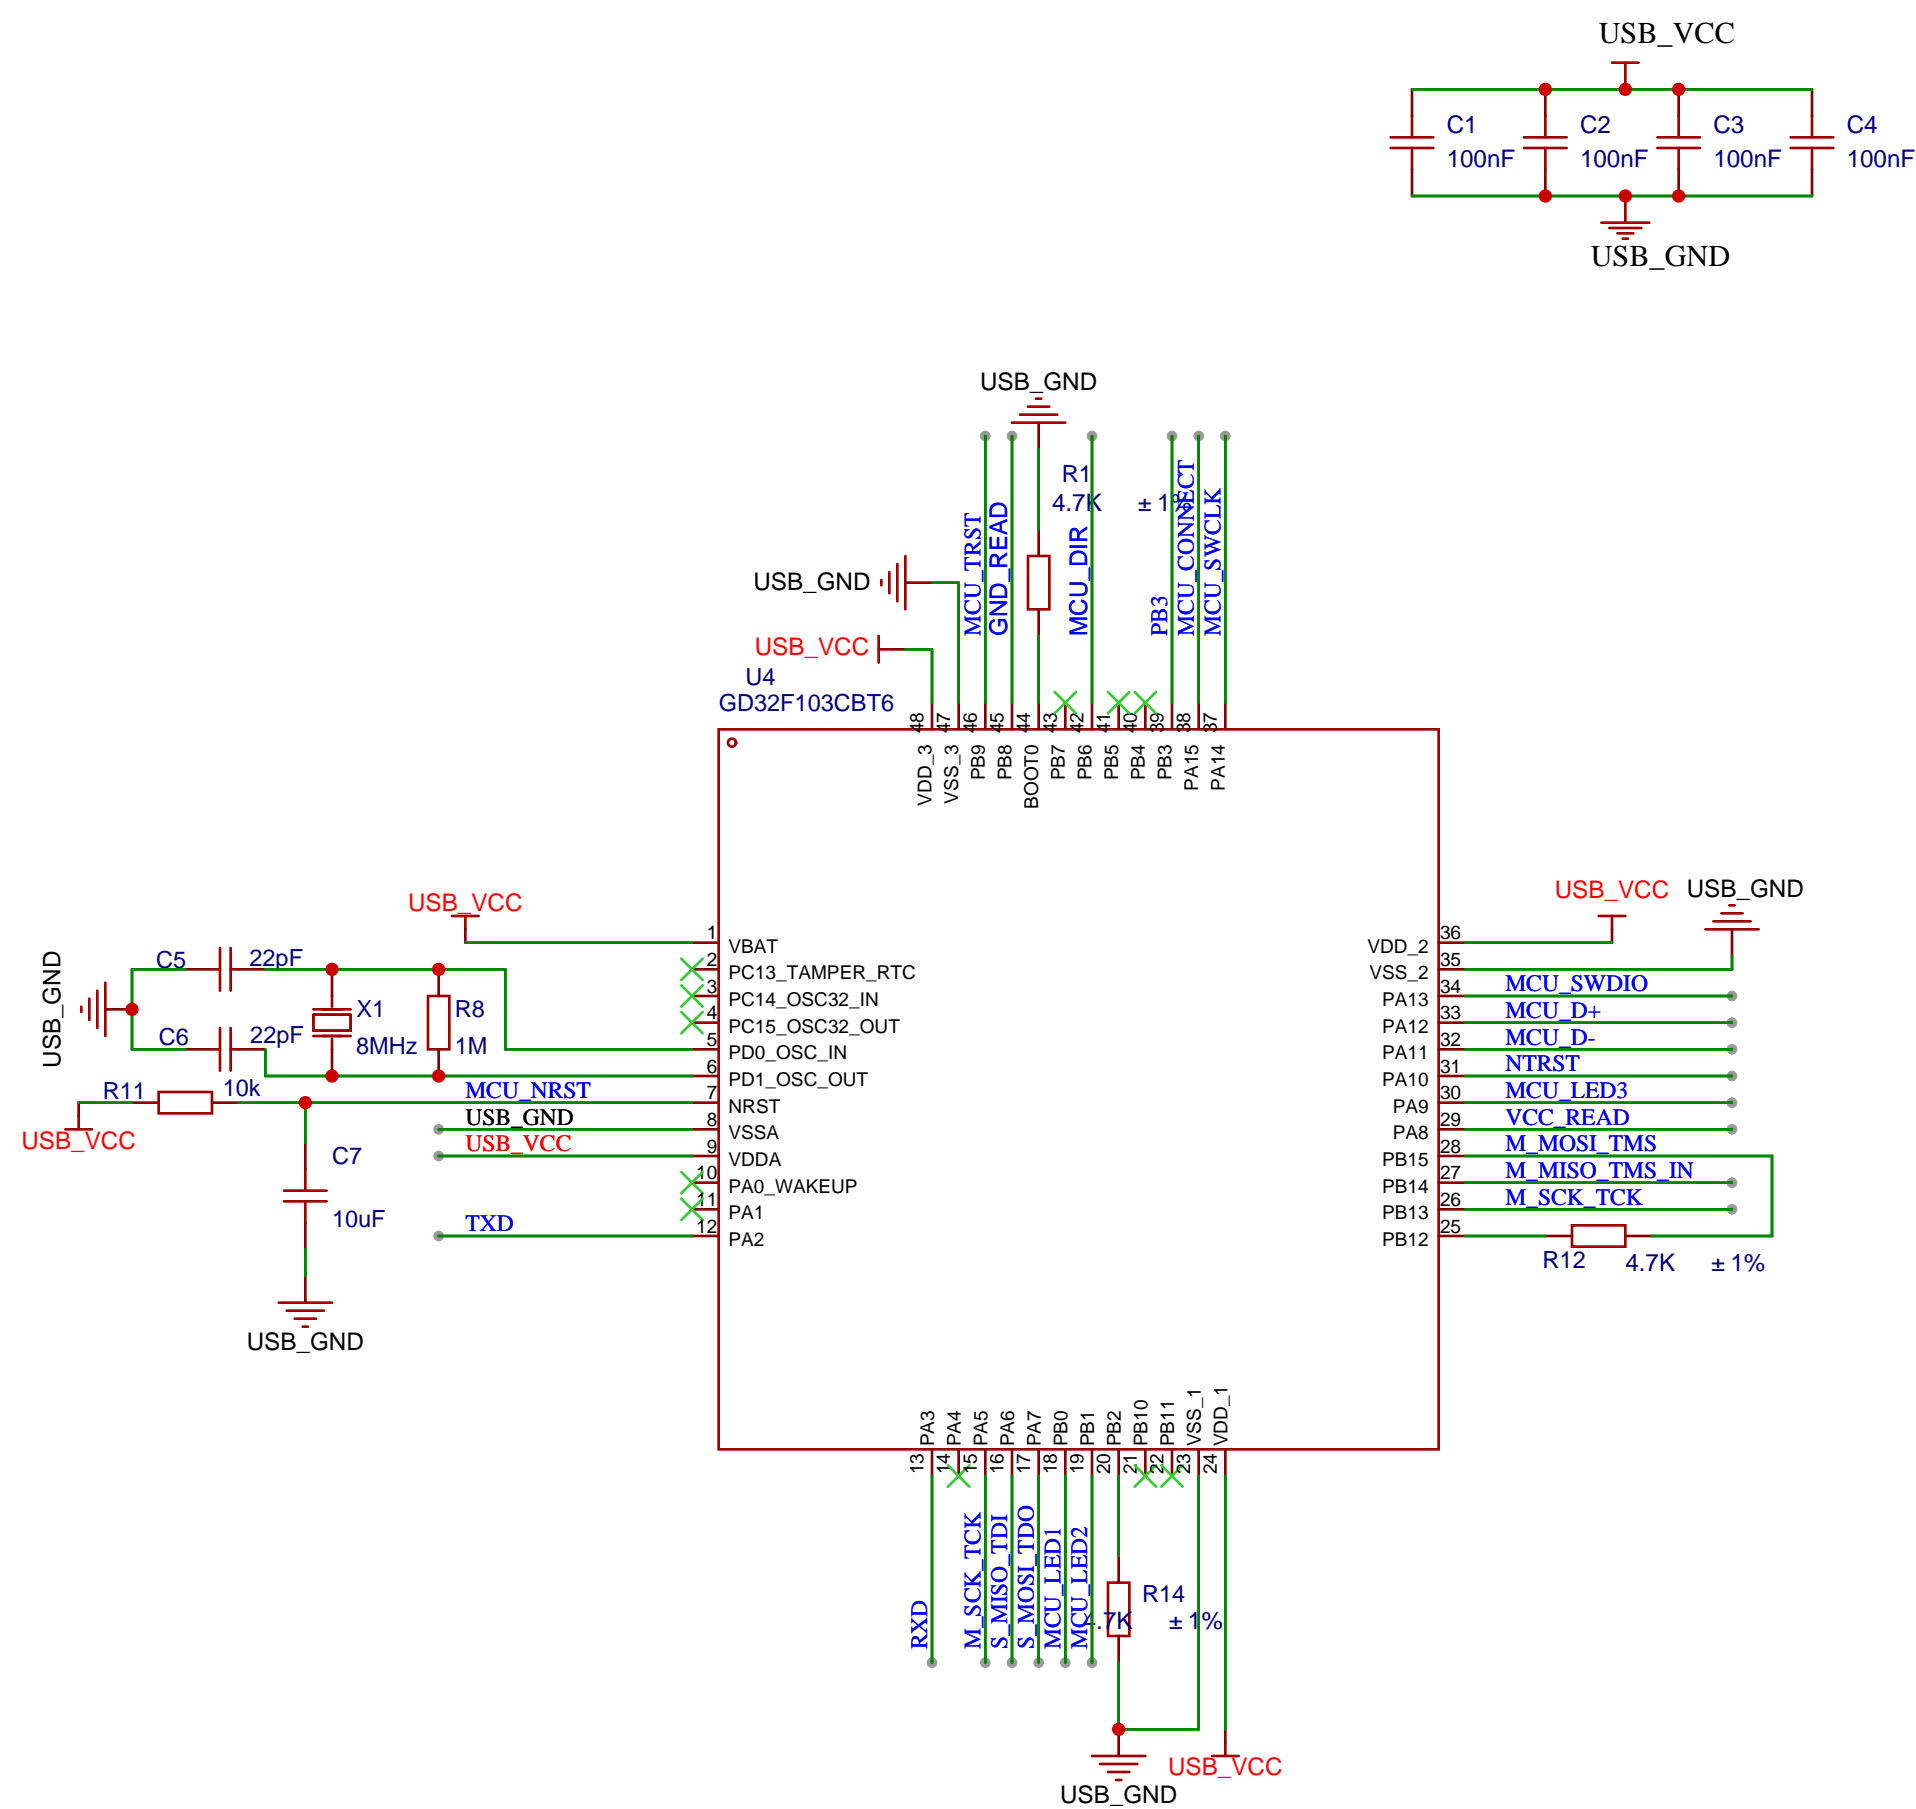 USB_VCC
C1
100nF
C2
100nF
C3
100nF
C4
100nF
USB_GND
USB_GND
R1
4.7K ±1%
MCU_TRST
GND_READ
MCU_DIR
PB3
MCU_CONNECT
MCU_SWCLK
USB_GND
USB_VCC
U4
GD32F103CBT6
48
47
46
45
44
43
42
41
40
39
38
37
VDD_3
VSS_3
PB9
PB8
BOOT0
PB7
PB6
PB5
PB4
PB3
PA15
PA14
USB_VCC
USB_GND
C5
22pF
C6
22pF
X1
8MHz
R8
1M
R11
10k
USB_VCC
MCU_NRST
USB_GND
USB_VCC
TXD
C7
10uF
USB_GND
1 VBAT
2 PC13_TAMPER_RTC
3 PC14_OSC32_IN
4 PC15_OSC32_OUT
5 PD0_OSC_IN
6 PD1_OSC_OUT
7 NRST
8 VSSA
9 VDDA
10 PA0_WAKEUP
11 PA1
12 PA2
USB_VCC
USB_GND
VDD_2 36
VSS_2 35
PA13 34 MCU_SWDIO
PA12 33 MCU_D+
PA11 32 MCU_D-
PA10 31 NTRST
PA9 30 MCU_LED3
PA8 29 VCC_READ
PB15 28 M_MOSI_TMS
PB14 27 M_MISO_TMS_IN
PB13 26 M_SCK_TCK
PB12 25
R12
4.7K ±1%
PA3
PA4
PA5
PA6
PA7
PB0
PB1
PB2
PB10
PB11
VSS_1
VDD_1
13
14
15
16
17
18
19
20
21
22
23
24
RXD
M_SCK_TCK
S_MISO_TDI
S_MOSI_TDO
MCU_LED1
MCU_LED2
R14
4.7K ±1%
USB_VCC
USB_GND